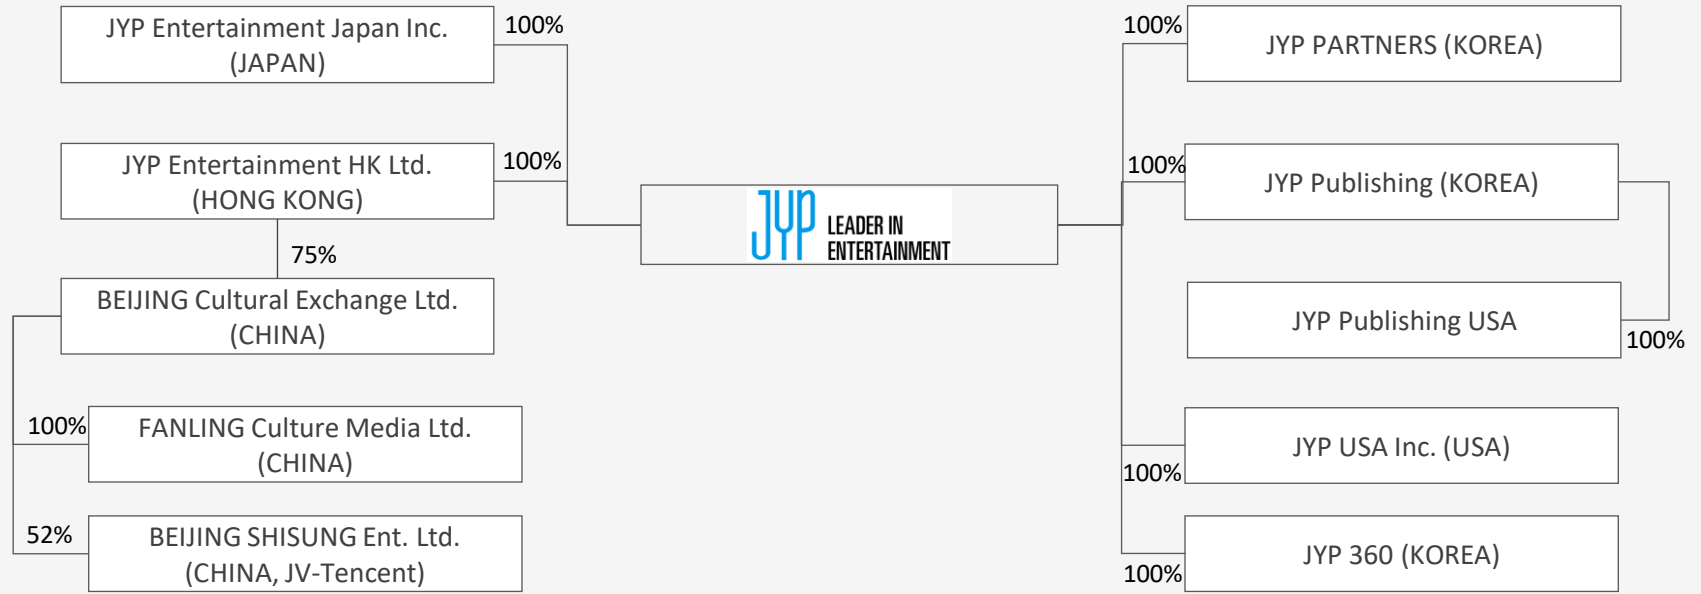 JYP Entertainment Japan Inc.
(JAPAN)
100%
JYP Entertainment HK Ltd.
(HONG KONG)
100%
75%
BEIJING Cultural Exchange Ltd.
(CHINA)
100%
FANLING Culture Media Ltd.
(CHINA)
52%
BEIJING SHISUNG Ent. Ltd.
(CHINA, JV-Tencent)
JYP
LEADER IN
ENTERTAINMENT
100%
JYP PARTNERS (KOREA)
100%
JYP Publishing (KOREA)
JYP Publishing USA
100%
JYP USA Inc. (USA)
100%
JYP 360 (KOREA)
100%